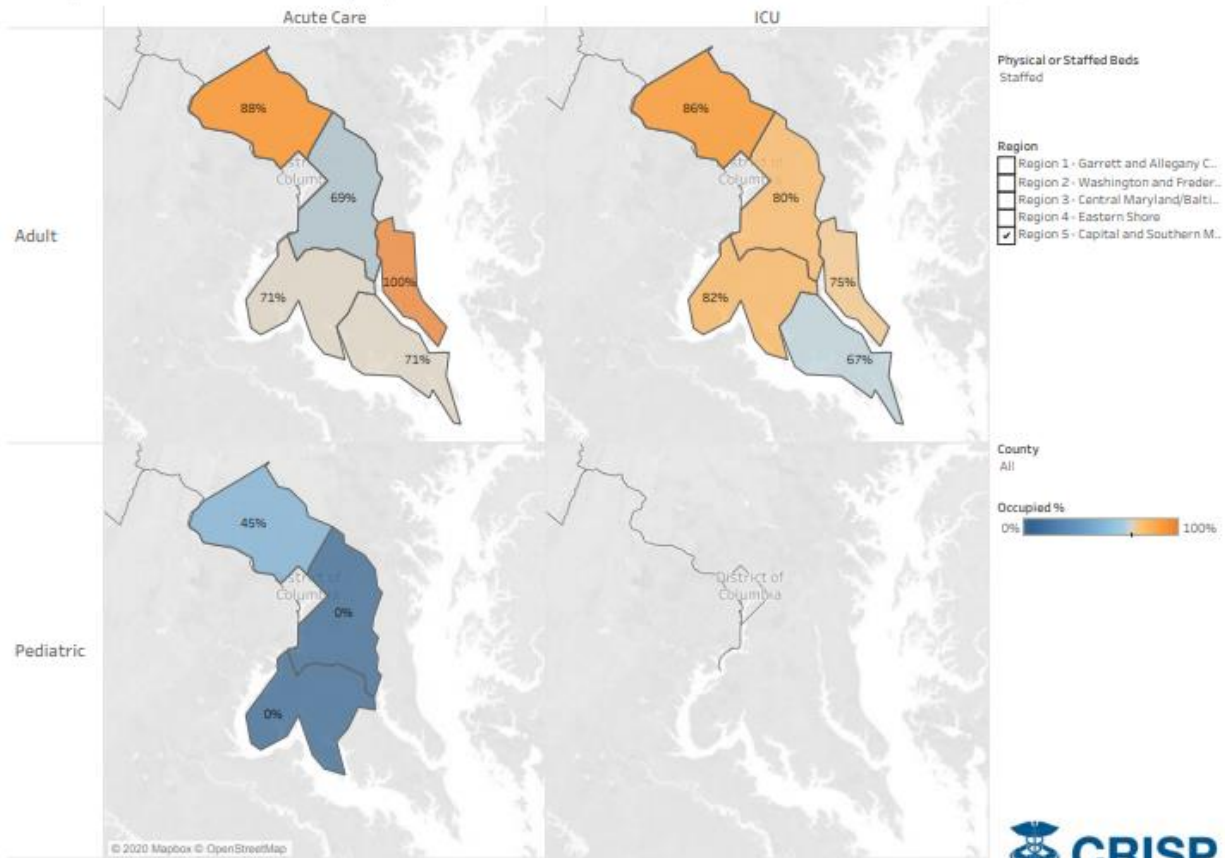 Acute Care
ICU
Physical or Staffed Beds
Staffed
Region
Region 1 - Garrett and Allegany C..
Region 2 - Washington and Freder..
Region 3 - Central Maryland/Balti..
Region 4 - Eastern Shore
Region 5 - Capital and Southern M..
Adult
88%
Columb
69%
100%
71%
71%
86%
Columb
80%
75%
82%
67%
County
All
Occupied %
0%
100%
Pediatric
45%
Colum
0%
0%
District of
Columbia
© 2020 Mapbox © OpenStreetMap
CRISP